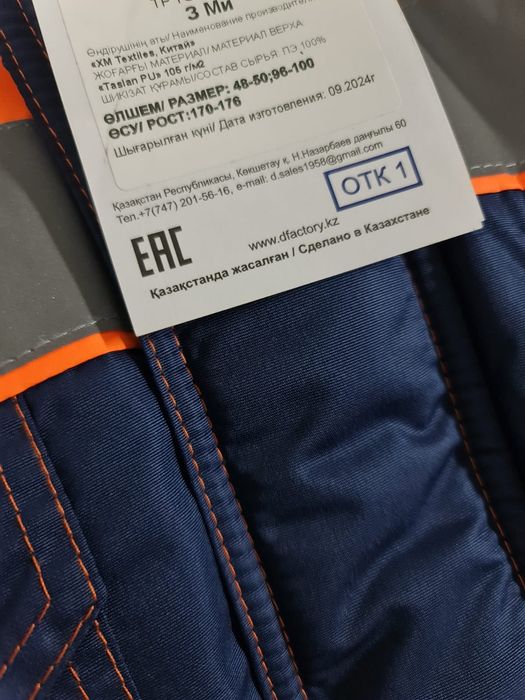 3 Ми
Өндірушінің аты/ Наименование производителя
«XM Textiles, Китай»
ЖОҒАРҒЫ МАТЕРИАЛ/ МАТЕРИАЛ ВЕРХА:
«Taslan PU» 105 г/м2
ШИКІЗАТ ҚҰРАМЫ/СОСТАВ СЫРЬЯ ПЭ 100%
ӨЛШЕМ/ РАЗМЕР: 48-50;96-100
ӨСУ/ РОСТ:170-176
Шығарылған күні/ Дата изготовления: 09.2024г
Қазақстан Республикасы, Көкшетау қ, Н.Назарбаев даңғылы 60
Тел.+7(747) 201-56-16, e-mail: d.sales1958@gmail.com
ОТК 1
EAC
www.dfactory.kz
Қазақстанда жасалған / Сделано в Казахстане